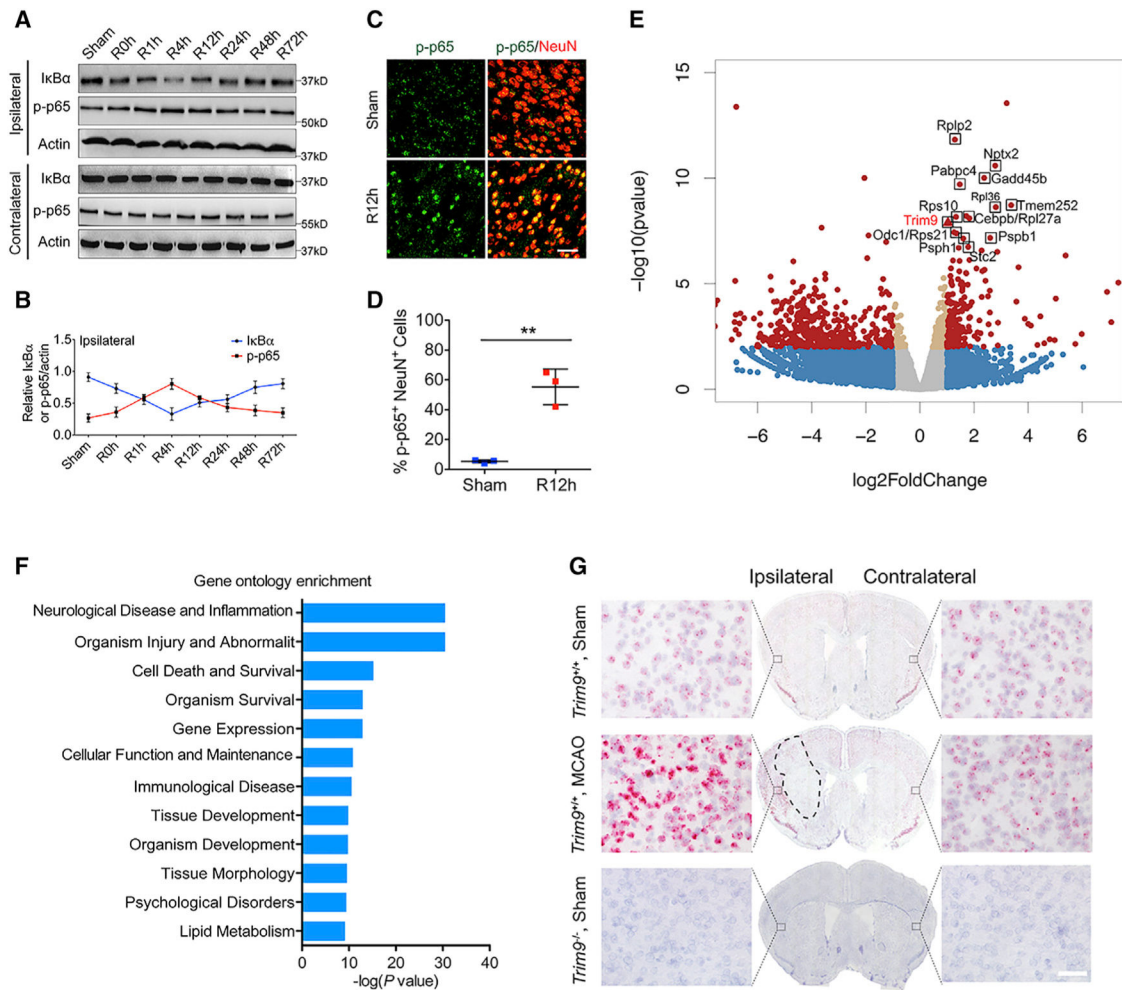 A
Sham R0h R1h R4h R12h R24h R48h R72h
Ipsilateral
IκBα
37kD
p-p65
50kD
Actin
37kD
Contralateral
IκBα
37kD
p-p65
55kD
Actin
37kD
B
Ipsilateral
IκBα
p-p65
Relative IκBα
or p-p65/actin
1.5
1.0
0.5
0.0
Sham R0h R1h R4h R12h R24h R48h R72h
C
p-p65 p-p65/NeuN
Sham
R12h
D
**
% p-p65+ NeuN+ Cells
100
80
60
40
20
0
Sham R12h
E
−log10(pvalue)
15
10
5
0
Rplp2
Nptx2
Pabpc4
Gadd45b
Rpl36
Rps10
Tmem252
Trim9
Cebpb/Rpl27a
Odc1/Rps21
Pspb1
Psph1
Stc2
−6 −4 −2 0 2 4 6
log2FoldChange
F
Gene ontology enrichment
Neurological Disease and Inflammation
Organism Injury and Abnormalit
Cell Death and Survival
Organism Survival
Gene Expression
Cellular Function and Maintenance
Immunological Disease
Tissue Development
Organism Development
Tissue Morphology
Psychological Disorders
Lipid Metabolism
0 10 20 30 40
-log(P value)
G
Ipsilateral Contralateral
Trim9+/+, Sham
Trim9+/+, MCAO
Trim9-/-, Sham